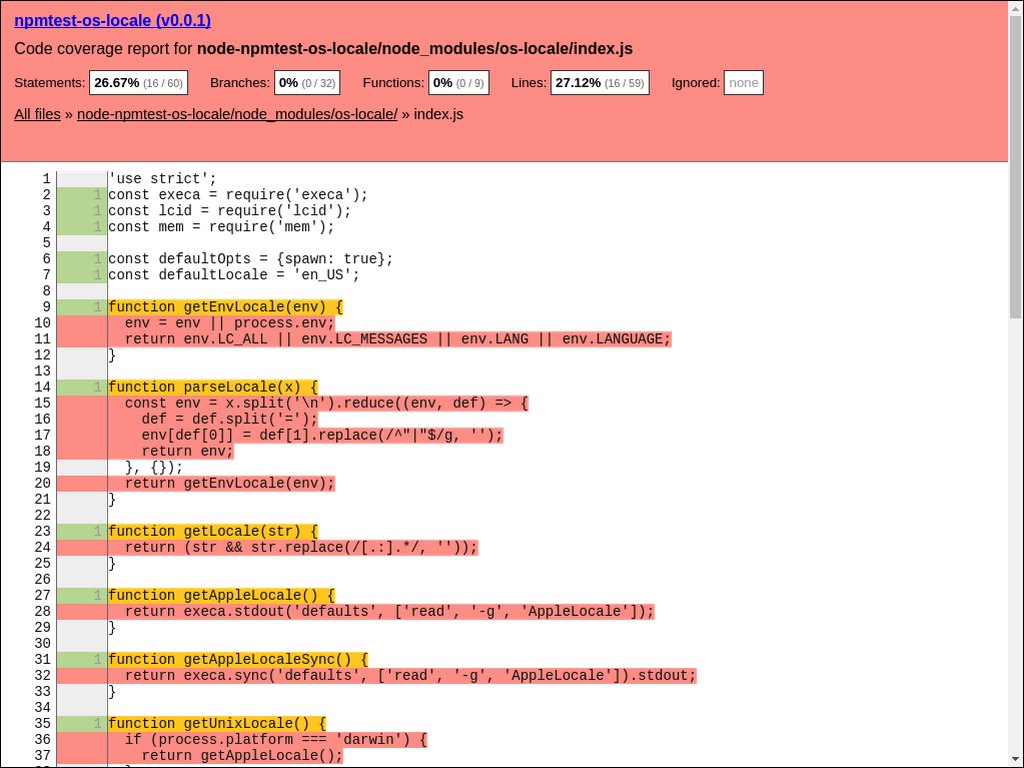 npmtest-os-locale (v0.0.1)
Code coverage report for node-npmtest-os-locale/node_modules/os-locale/index.js
Statements: 26.67% (16 / 60) Branches: 0% (0 / 32) Functions: 0% (0 / 9) Lines: 27.12% (16 / 59) Ignored: none
All files » node-npmtest-os-locale/node_modules/os-locale/ » index.js
1 'use strict';
2 1 const execa = require('execa');
3 1 const lcid = require('lcid');
4 1 const mem = require('mem');
5
6 1 const defaultOpts = {spawn: true};
7 1 const defaultLocale = 'en_US';
8
9 1 function getEnvLocale(env) {
10   env = env || process.env;
11   return env.LC_ALL || env.LC_MESSAGES || env.LANG || env.LANGUAGE;
12 }
13
14 1 function parseLocale(x) {
15   const env = x.split('\n').reduce((env, def) => {
16     def = def.split('=');
17     env[def[0]] = def[1].replace(/^"|"$/g, '');
18     return env;
19   }, {});
20   return getEnvLocale(env);
21 }
22
23 1 function getLocale(str) {
24   return (str && str.replace(/[.:].*/, ''));
25 }
26
27 1 function getAppleLocale() {
28   return execa.stdout('defaults', ['read', '-g', 'AppleLocale']);
29 }
30
31 1 function getAppleLocaleSync() {
32   return execa.sync('defaults', ['read', '-g', 'AppleLocale']).stdout;
33 }
34
35 1 function getUnixLocale() {
36   if (process.platform === 'darwin') {
37     return getAppleLocale();